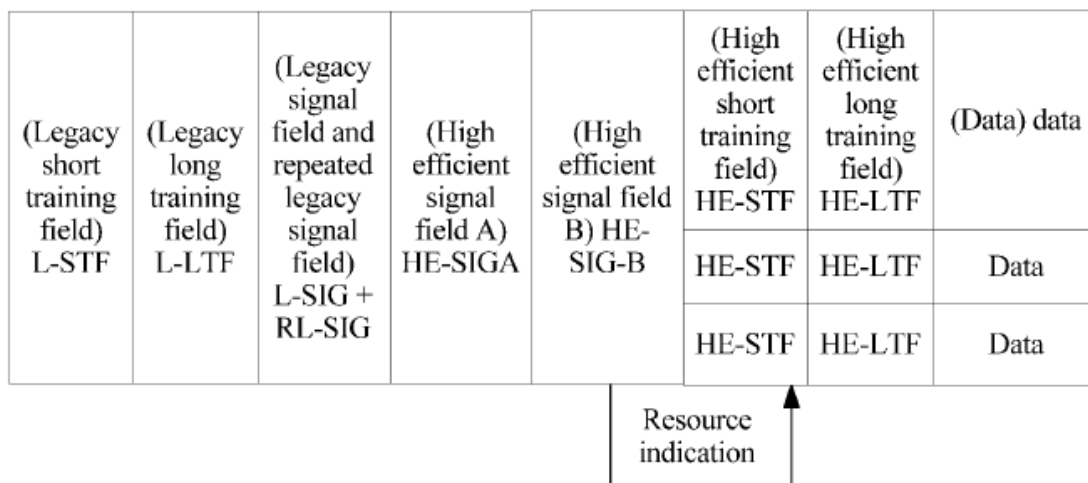 (Legacy
short
training
field)
L-STF
(Legacy
long
training
field)
L-LTF
(Legacy
signal
field and
repeated
legacy
signal
field)
L-SIG +
RL-SIG
(High
efficient
signal
field A)
HE-SIGA
(High
efficient
signal field
B) HE-
SIG-B
(High
efficient
short
training
field)
HE-STF
(High
efficient
long
training
field)
HE-LTF
(Data) data
HE-STF
HE-LTF
Data
HE-STF
HE-LTF
Data
Resource
indication